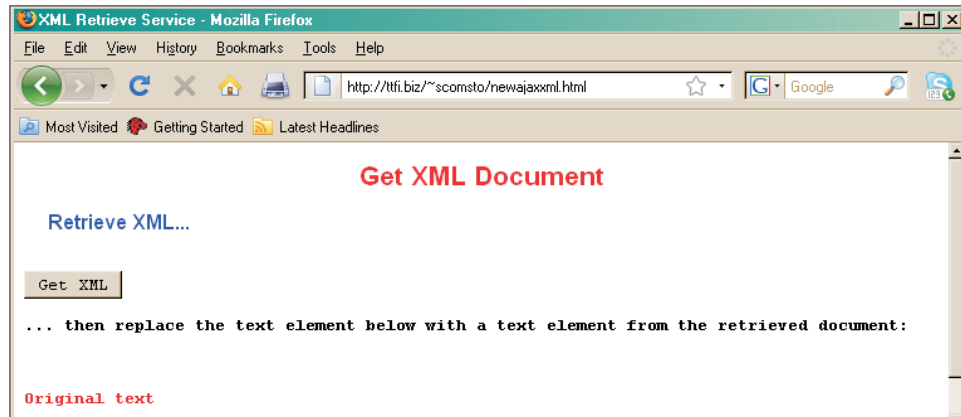 XML Retrieve Service - Mozilla Firefox
File Edit View History Bookmarks Tools Help
http://ttfi.biz/~scomsto/newajaxxml.html G Google 123
Most Visited Getting Started Latest Headlines
Get XML Document
Retrieve XML...
Get XML
... then replace the text element below with a text element from the retrieved document:
Original text